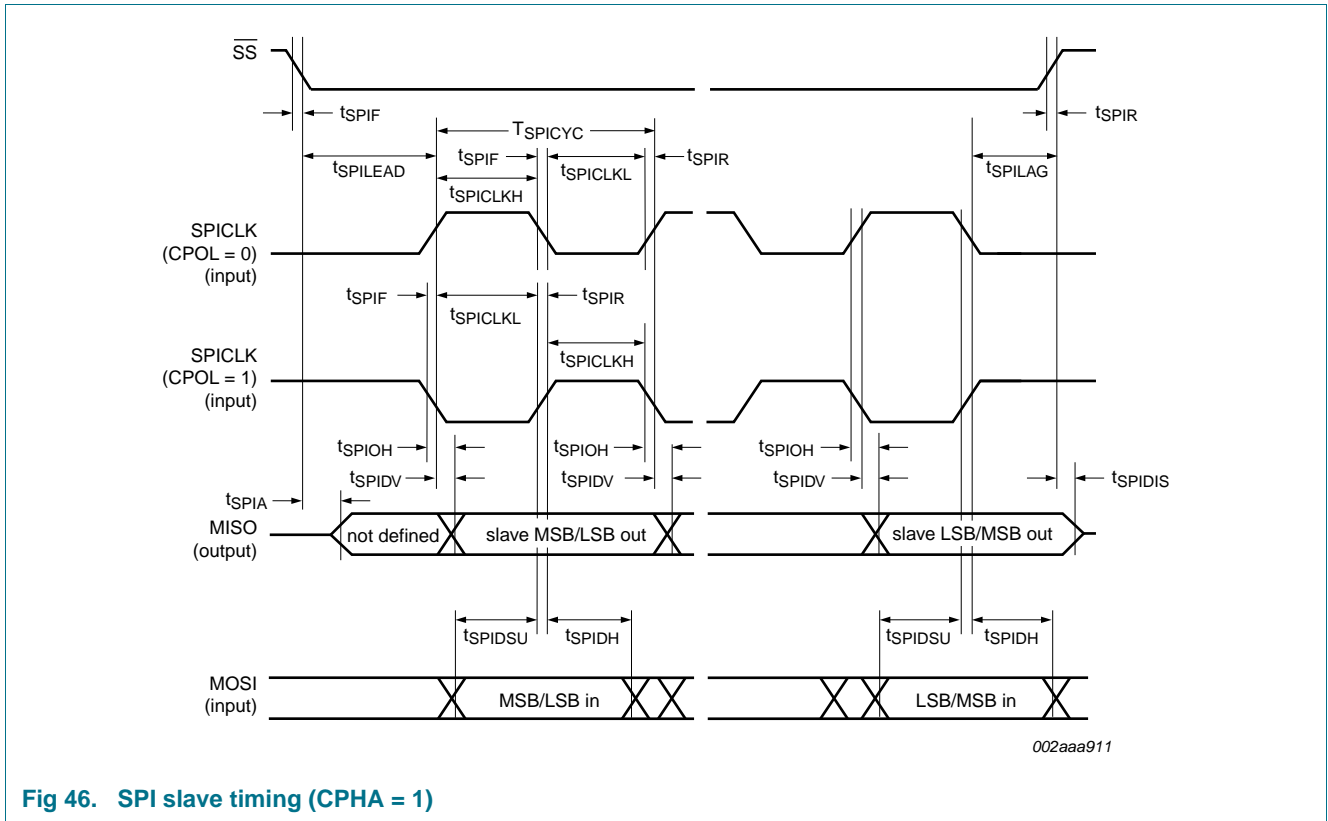 SS
tSPIF
TSPICYC
tSPIR
tSPIF
tSPICLKL
tSPIR
tSPILEAD
tSPILAG
tSPICLKH
SPICLK
(CPOL = 0)
(input)
tSPIF
tSPIR
tSPICLKL
SPICLK
(CPOL = 1)
(input)
tSPICLKH
tSPIOH
tSPIOH
tSPIOH
tSPIDV
tSPIDV
tSPIDV
tSPIDIS
tSPIA
MISO
(output)
not defined
slave MSB/LSB out
slave LSB/MSB out
tSPIDSU
tSPIDH
tSPIDSU
tSPIDH
MOSI
(input)
MSB/LSB in
LSB/MSB in
002aaa911
Fig 46. SPI slave timing (CPHA = 1)